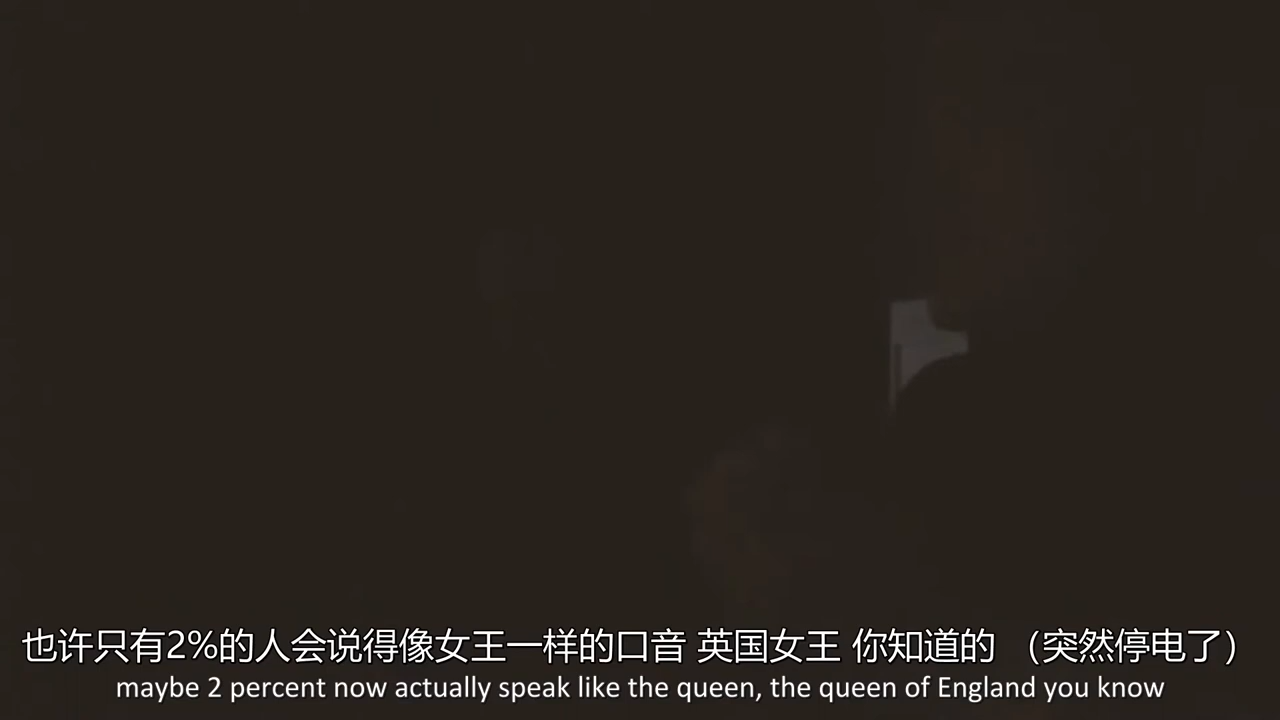 也许只有2%的人会说得像女王一样的口音 英国女王 你知道的 （突然停电了）
maybe 2 percent now actually speak like the queen, the queen of England you know